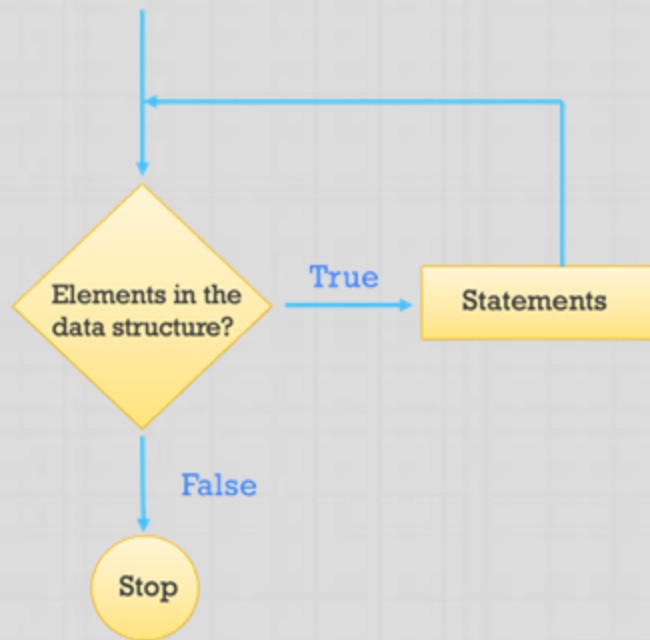 True
Elements in the
data structure?
Statements
False
Stop